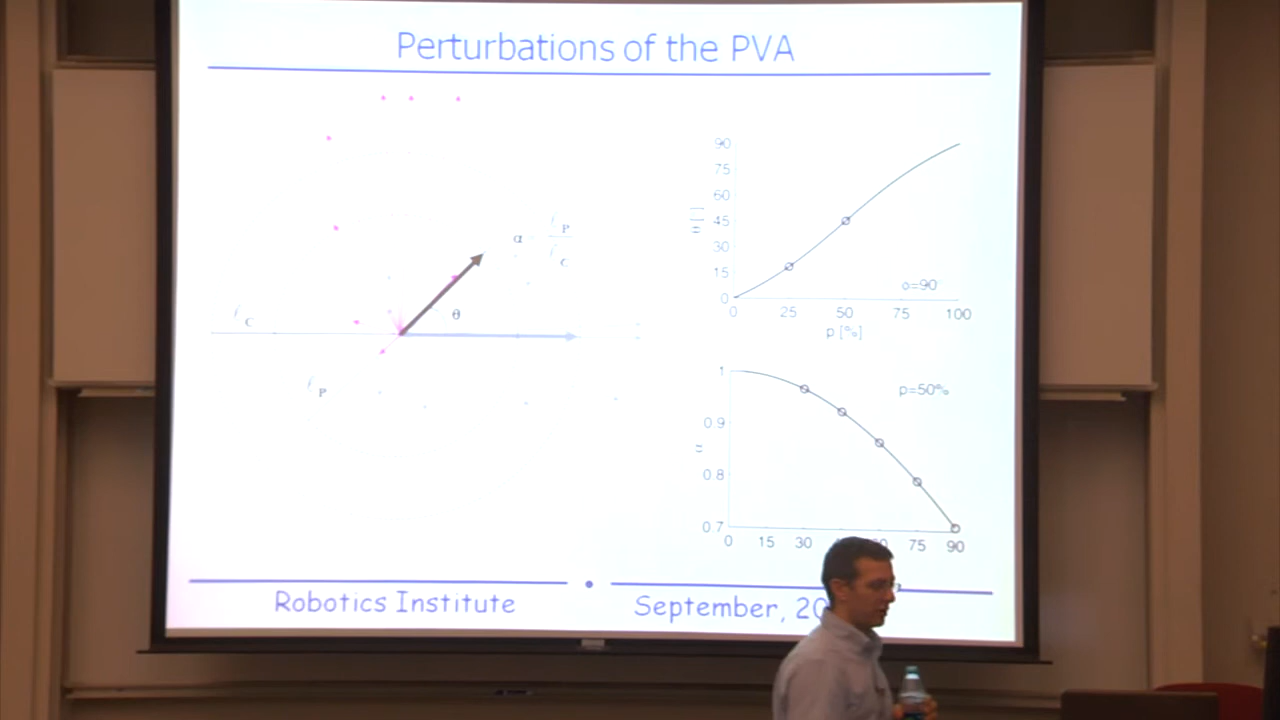 Perturbations of the PVA
α
P
C
θ
C
P
90
75
60
45
30
15
0
0 25 50 75 100
p [%]
1
0.9
0.8
0.7
p=50%
0 15 30 75 90
Robotics Institute
September, 20